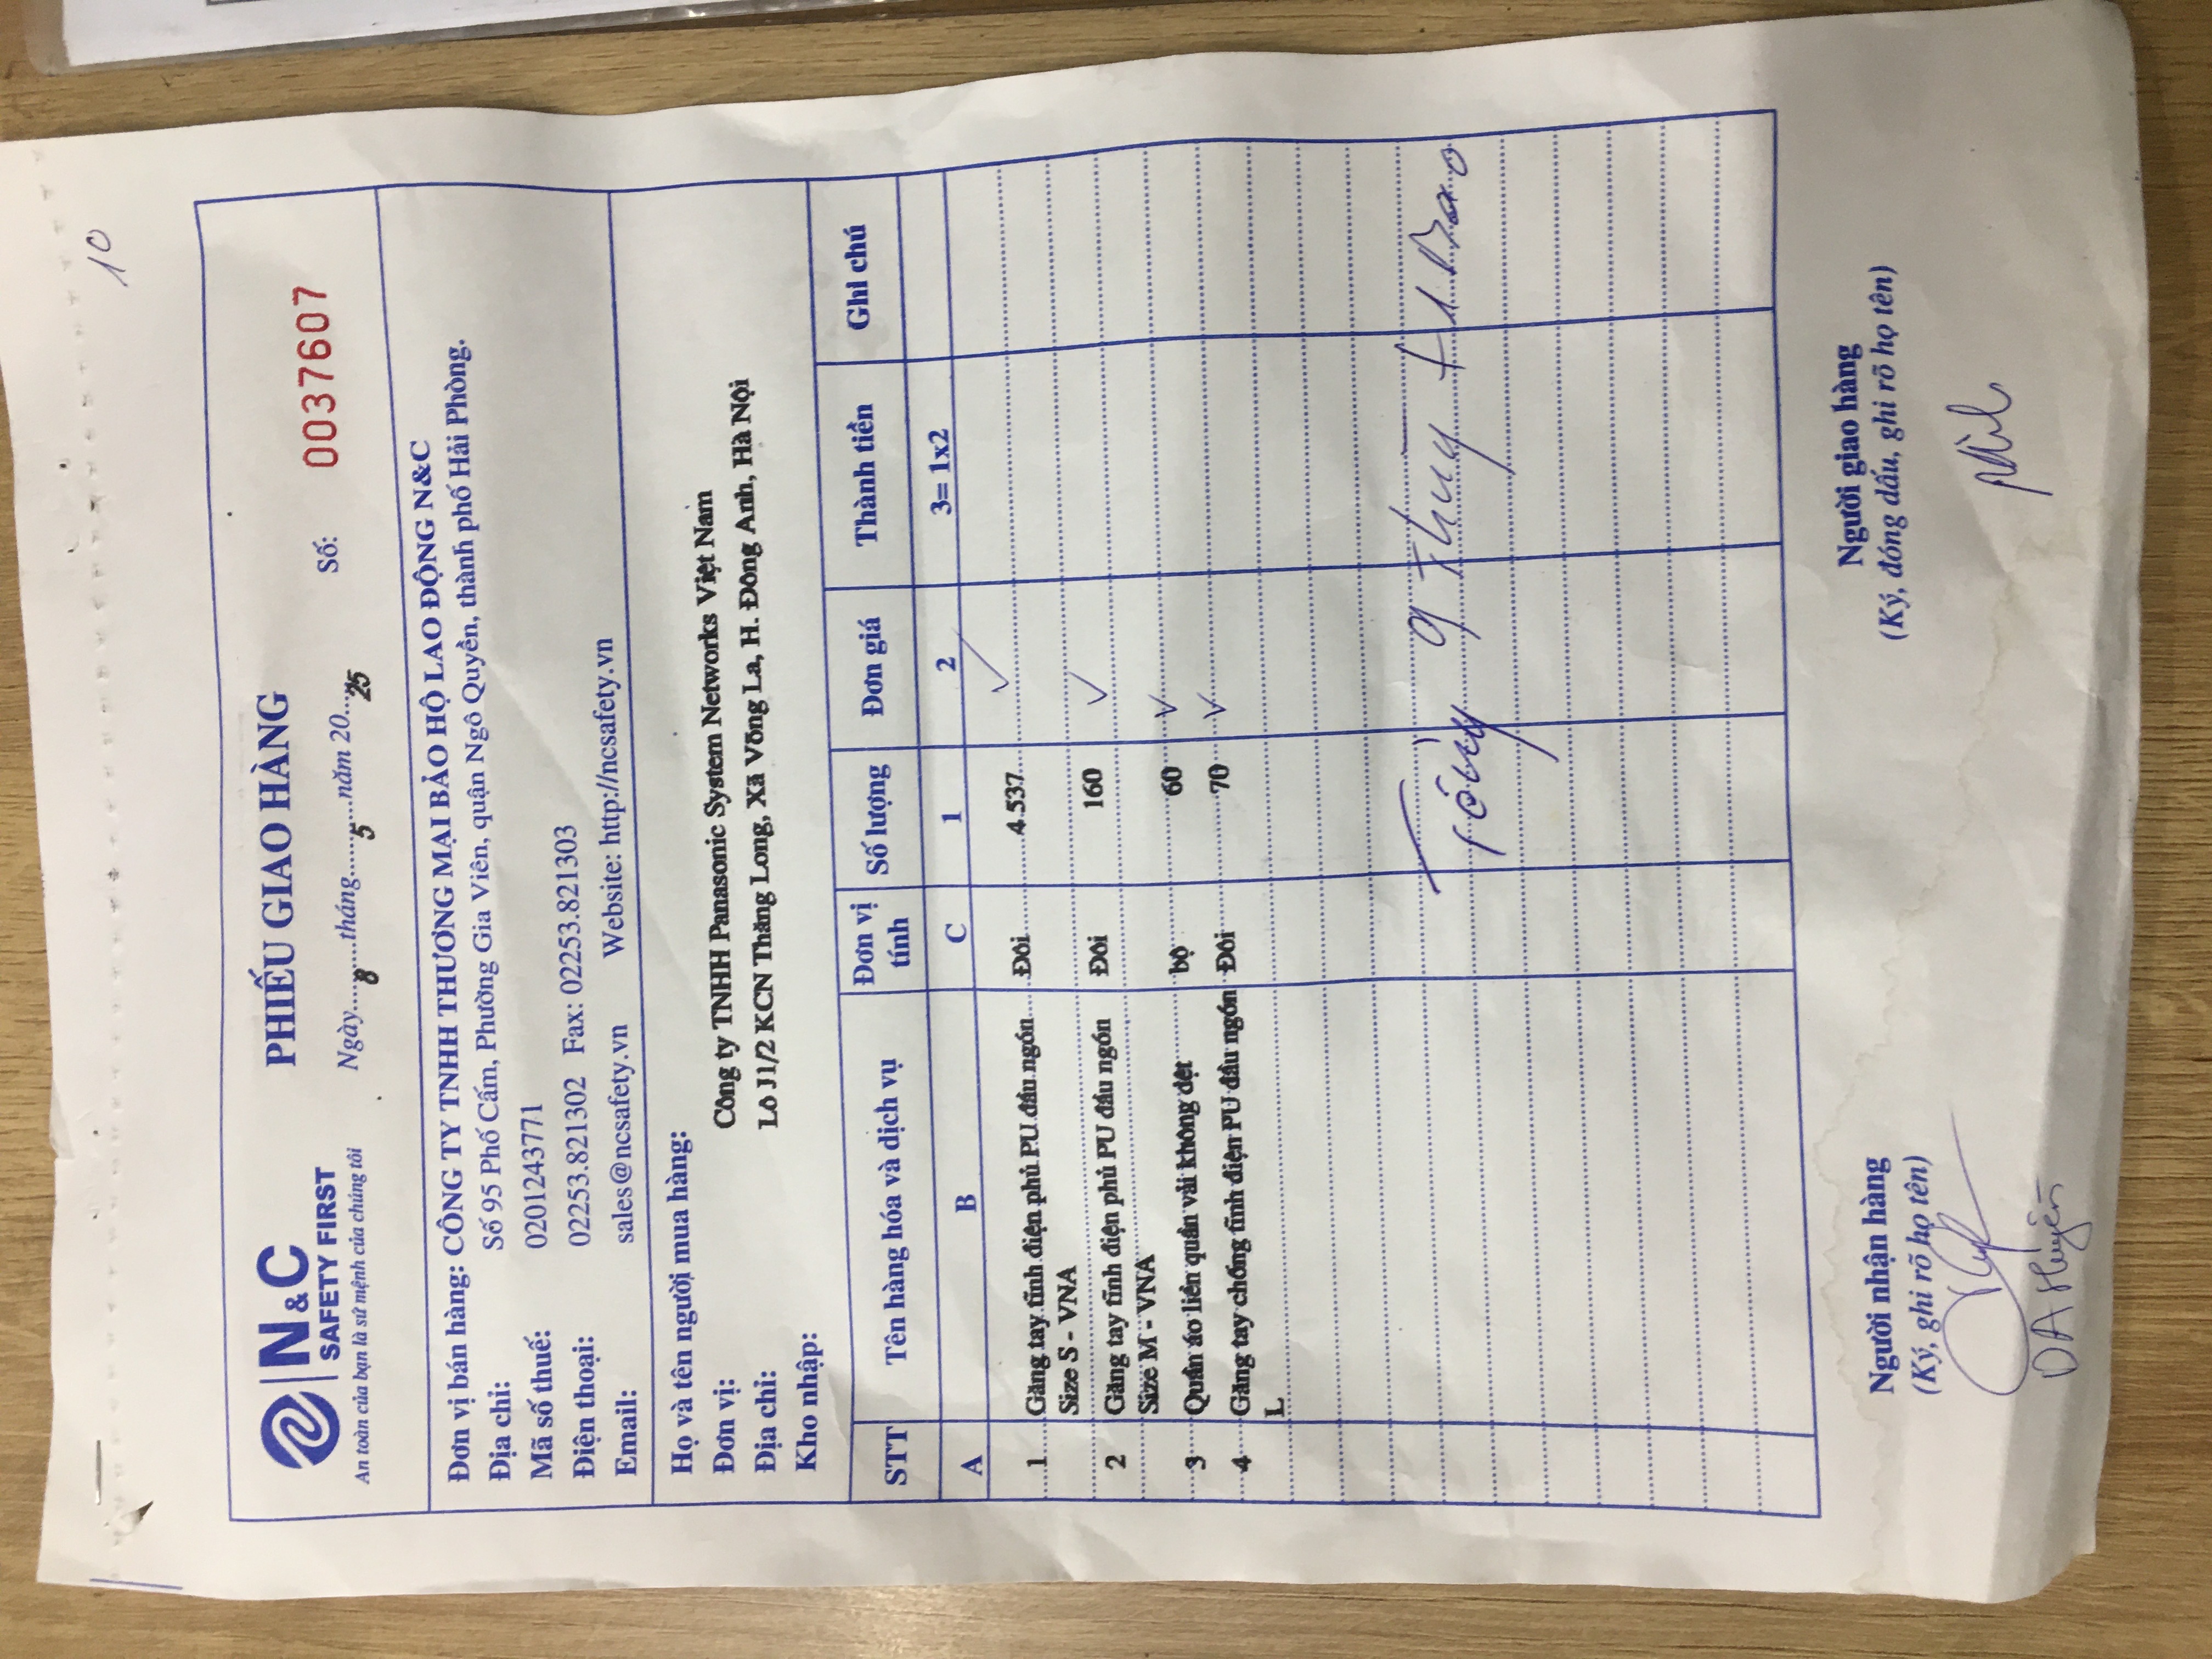 10
N&C
SAFETY FIRST
An toàn của bạn là sứ mệnh của chúng tôi
PHIẾU GIAO HÀNG
Ngày....8....tháng....5....năm 20..25
Số: 0037607
Đơn vị bán hàng: CÔNG TY TNHH THƯƠNG MẠI BẢO HỘ LAO ĐỘNG N&C
Địa chỉ: Số 95 Phố Cấm, Phường Gia Viên, quận Ngô Quyền, thành phố Hải Phòng.
Mã số thuế: 0201243771
Điện thoại: 02253.821302 Fax: 02253.821303
Email: sales@ncsafety.vn Website: http://ncsafety.vn
Họ và tên người mua hàng:
Đơn vị: Công ty TNHH Panasonic System Networks Việt Nam
Địa chỉ: Lô J1/2 KCN Thăng Long, Xã Võng La, H. Đông Anh, Hà Nội
Kho nhập:
STT Tên hàng hóa và dịch vụ Đơn vị tính Số lượng Đơn giá Thành tiền Ghi chú
A B C 1 2 3= 1x2
1 Găng tay tĩnh điện phủ PU đầu ngón Đôi 4.537
Size S - VNA
2 Găng tay tĩnh điện phủ PU đầu ngón Đôi 160
Size M - VNA
3 Quần áo liền quần vải không dệt bộ 60
4 Găng tay chống tĩnh điện PU đầu ngón Đôi 70
L
Tổng 9 Thùng + 1 bao
Người nhận hàng Người giao hàng
(Ký, ghi rõ họ tên) (Ký, đóng dấu, ghi rõ họ tên)
DA Huyền